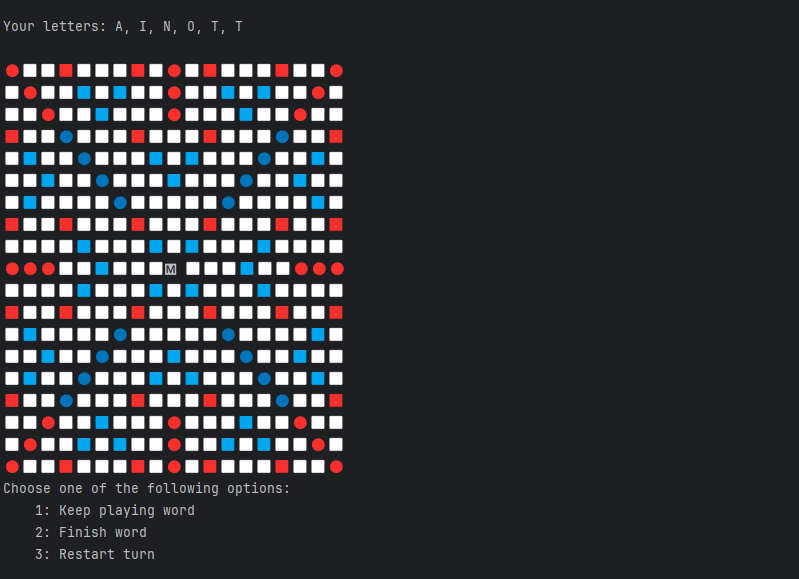 Your letters: A, I, N, O, T, T
M
Choose one of the following options:
1: Keep playing word
2: Finish word
3: Restart turn